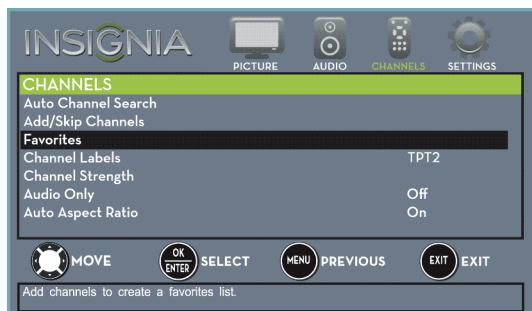 INSIGNIA
PICTURE AUDIO CHANNELS SETTINGS
CHANNELS
Auto Channel Search
Add/Skip Channels
Favorites
Channel Labels TPT2
Channel Strength
Audio Only Off
Auto Aspect Ratio On
MOVE OK ENTER SELECT MENU PREVIOUS EXIT EXIT
Add channels to create a favorites list.